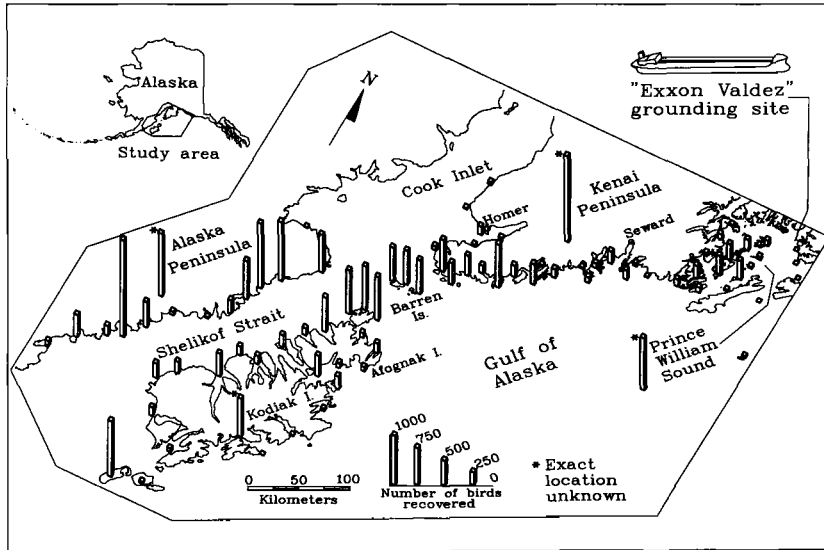 Alaska
Study area
N
"Exxon Valdez"
grounding site
Cook Inlet
Kenai
Peninsula
Homer
Seward
*
*
Alaska
Peninsula
Barren
Is.
Shelikof Strait
Afognak I.
Gulf of
Alaska
*
Prince
William
Sound
*
Kodiak I.
1000
750
500
250
0
Number of birds
recovered
0 50 100
Kilometers
* Exact
location
unknown